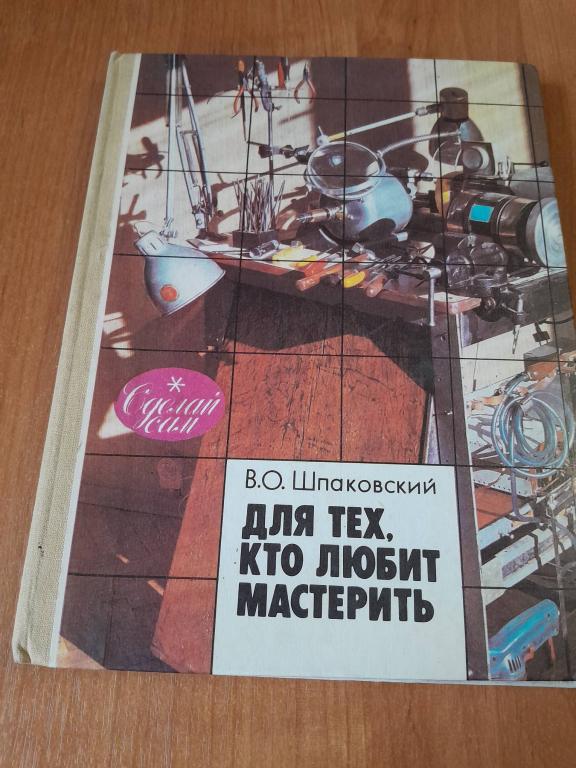 Сделай
сам
В.О. Шпаковский
ДЛЯ ТЕХ,
КТО ЛЮБИТ
МАСТЕРИТЬ